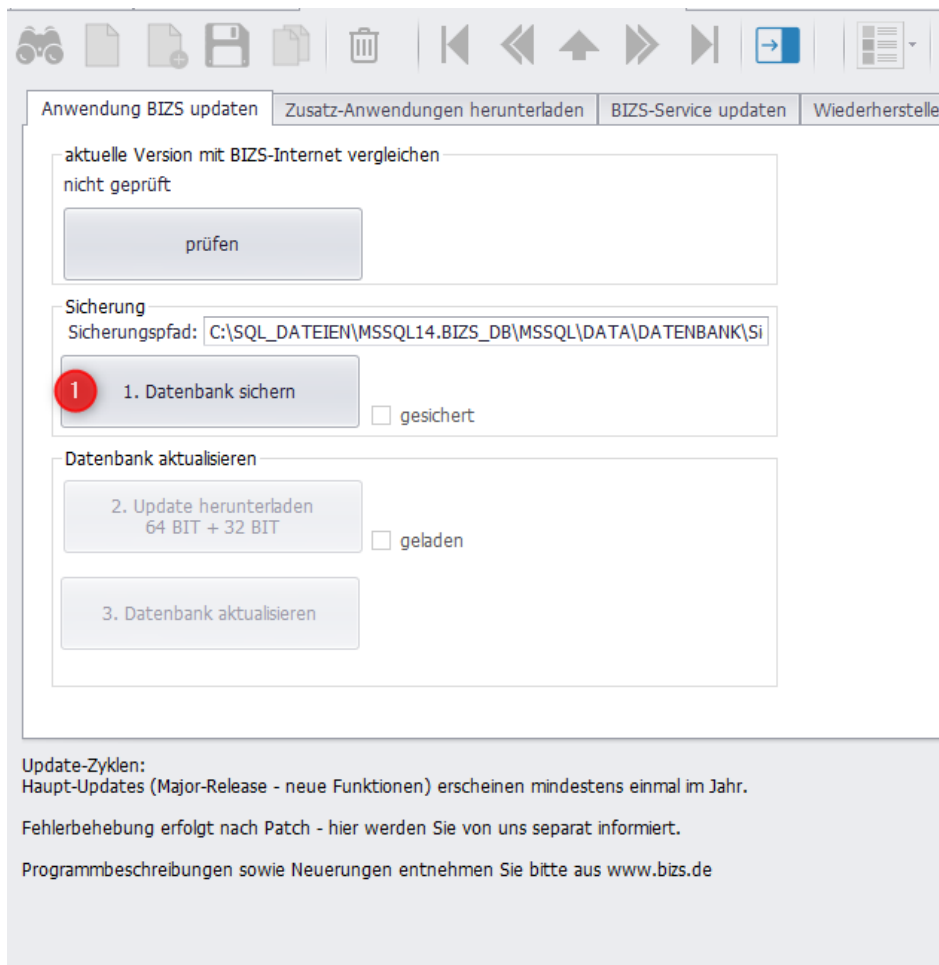 Anwendung BIZS updaten Zusatz-Anwendungen herunterladen BIZS-Service updaten Wiederherstelle
aktuelle Version mit BIZS-Internet vergleichen
nicht geprüft
prüfen
Sicherung
Sicherungspfad: C:\SQL_DATEIEN\MSSQL14.BIZS_DB\MSSQL\DATA\DATENBANK\Si
1 1. Datenbank sichern
gesichert
Datenbank aktualisieren
2. Update herunterladen
64 BIT + 32 BIT
geladen
3. Datenbank aktualisieren
Update-Zyklen:
Haupt-Updates (Major-Release - neue Funktionen) erscheinen mindestens einmal im Jahr.
Fehlerbehebung erfolgt nach Patch - hier werden Sie von uns separat informiert.
Programmbeschreibungen sowie Neuerungen entnehmen Sie bitte aus www.bizs.de